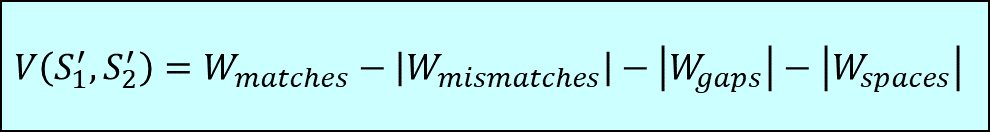 V(S′₁,S′₂) = W_matches − |W_mismatches| − |W_gaps| − |W_spaces|